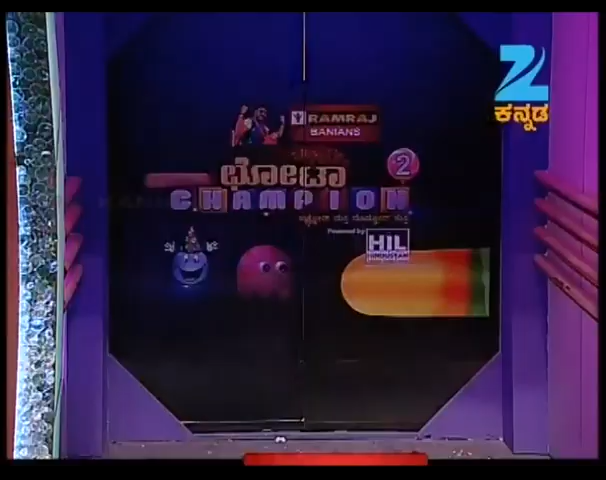 Z
ಕನ್ನಡ
RAMRAJ
BANIANS
ಛೋಟಾ
2
CHAMPION
Powered by
HIL
HINDUSTAN